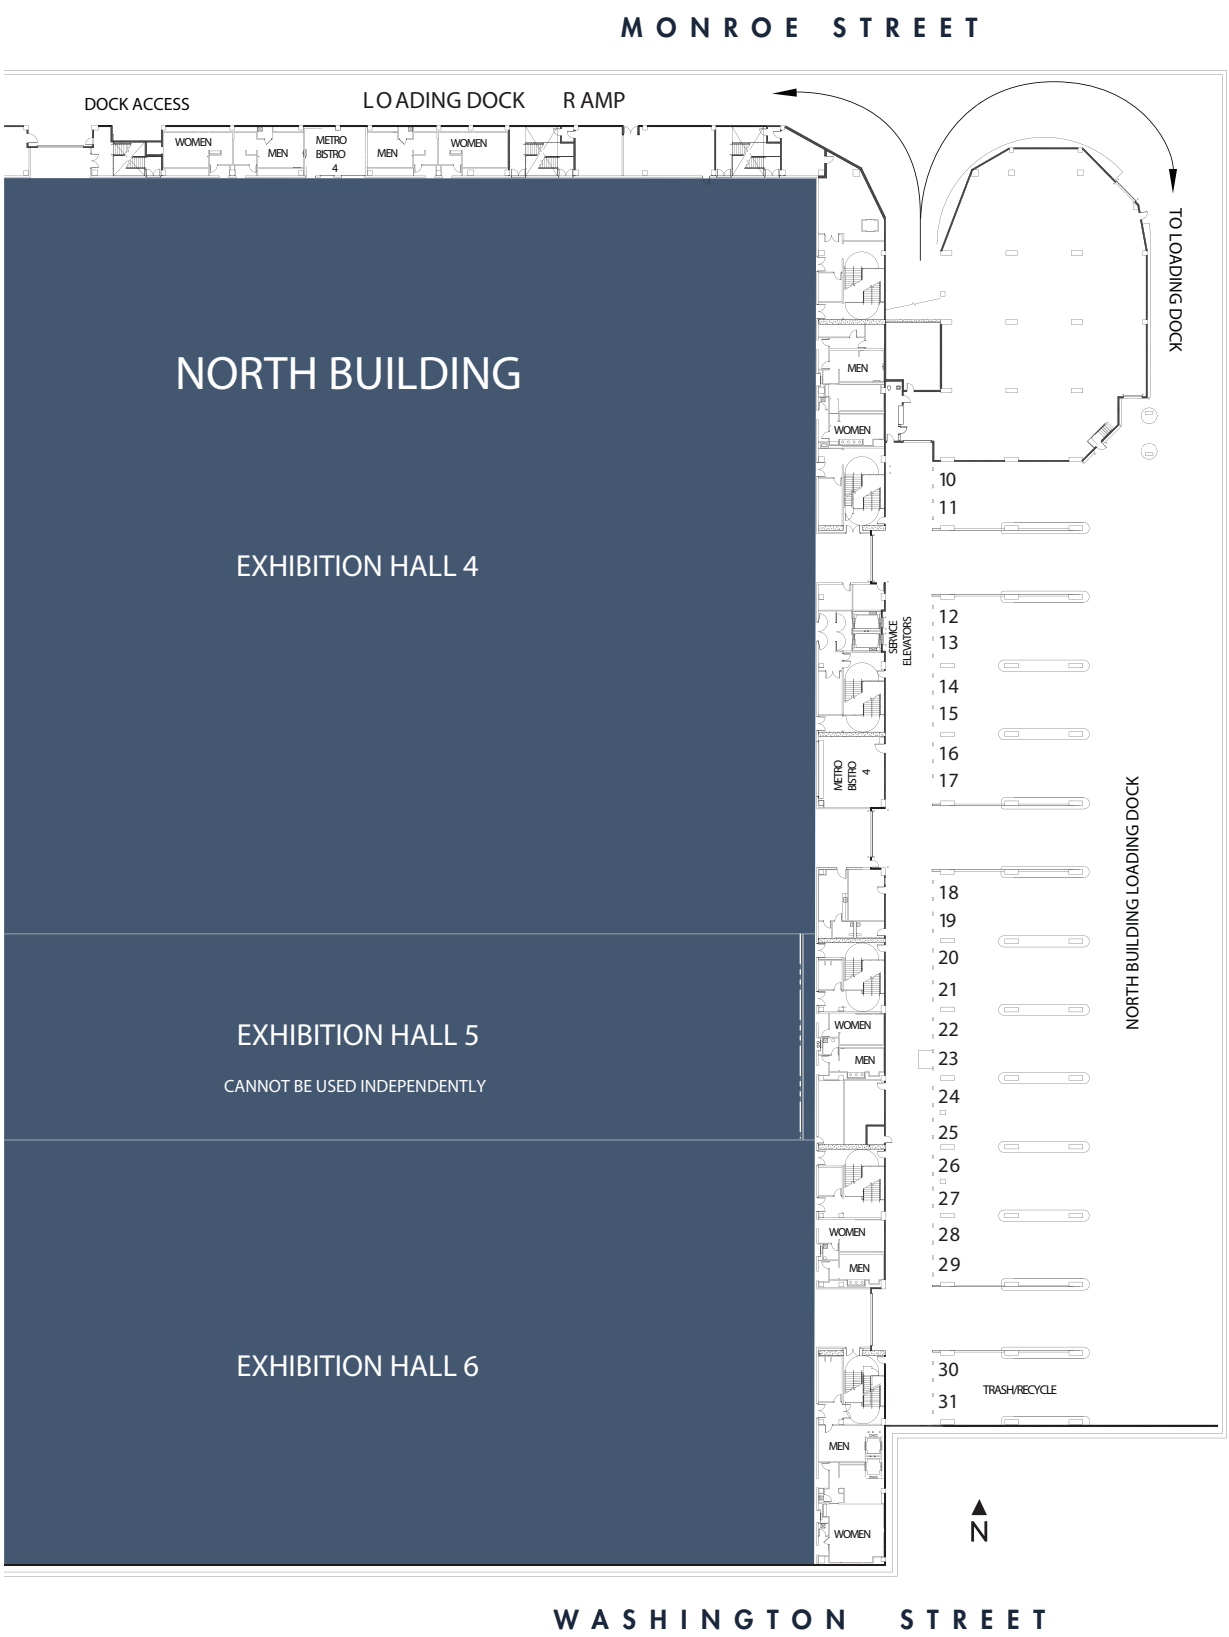 MONROE STREET
DOCK ACCESS
LOADING DOCK RAMP
WOMEN
MEN
METRO
BISTRO
4
MEN
WOMEN
TO LOADING DOCK
NORTH BUILDING
MEN
WOMEN
10
11
EXHIBITION HALL 4
SERVICE
ELEVATORS
12
13
14
15
METRO
BISTRO
4
16
17
NORTH BUILDING LOADING DOCK
18
19
20
21
EXHIBITION HALL 5
CANNOT BE USED INDEPENDENTLY
WOMEN
MEN
22
23
24
25
26
27
WOMEN
MEN
28
29
EXHIBITION HALL 6
30
TRASH/RECYCLE
31
MEN
WOMEN
N
WASHINGTON STREET